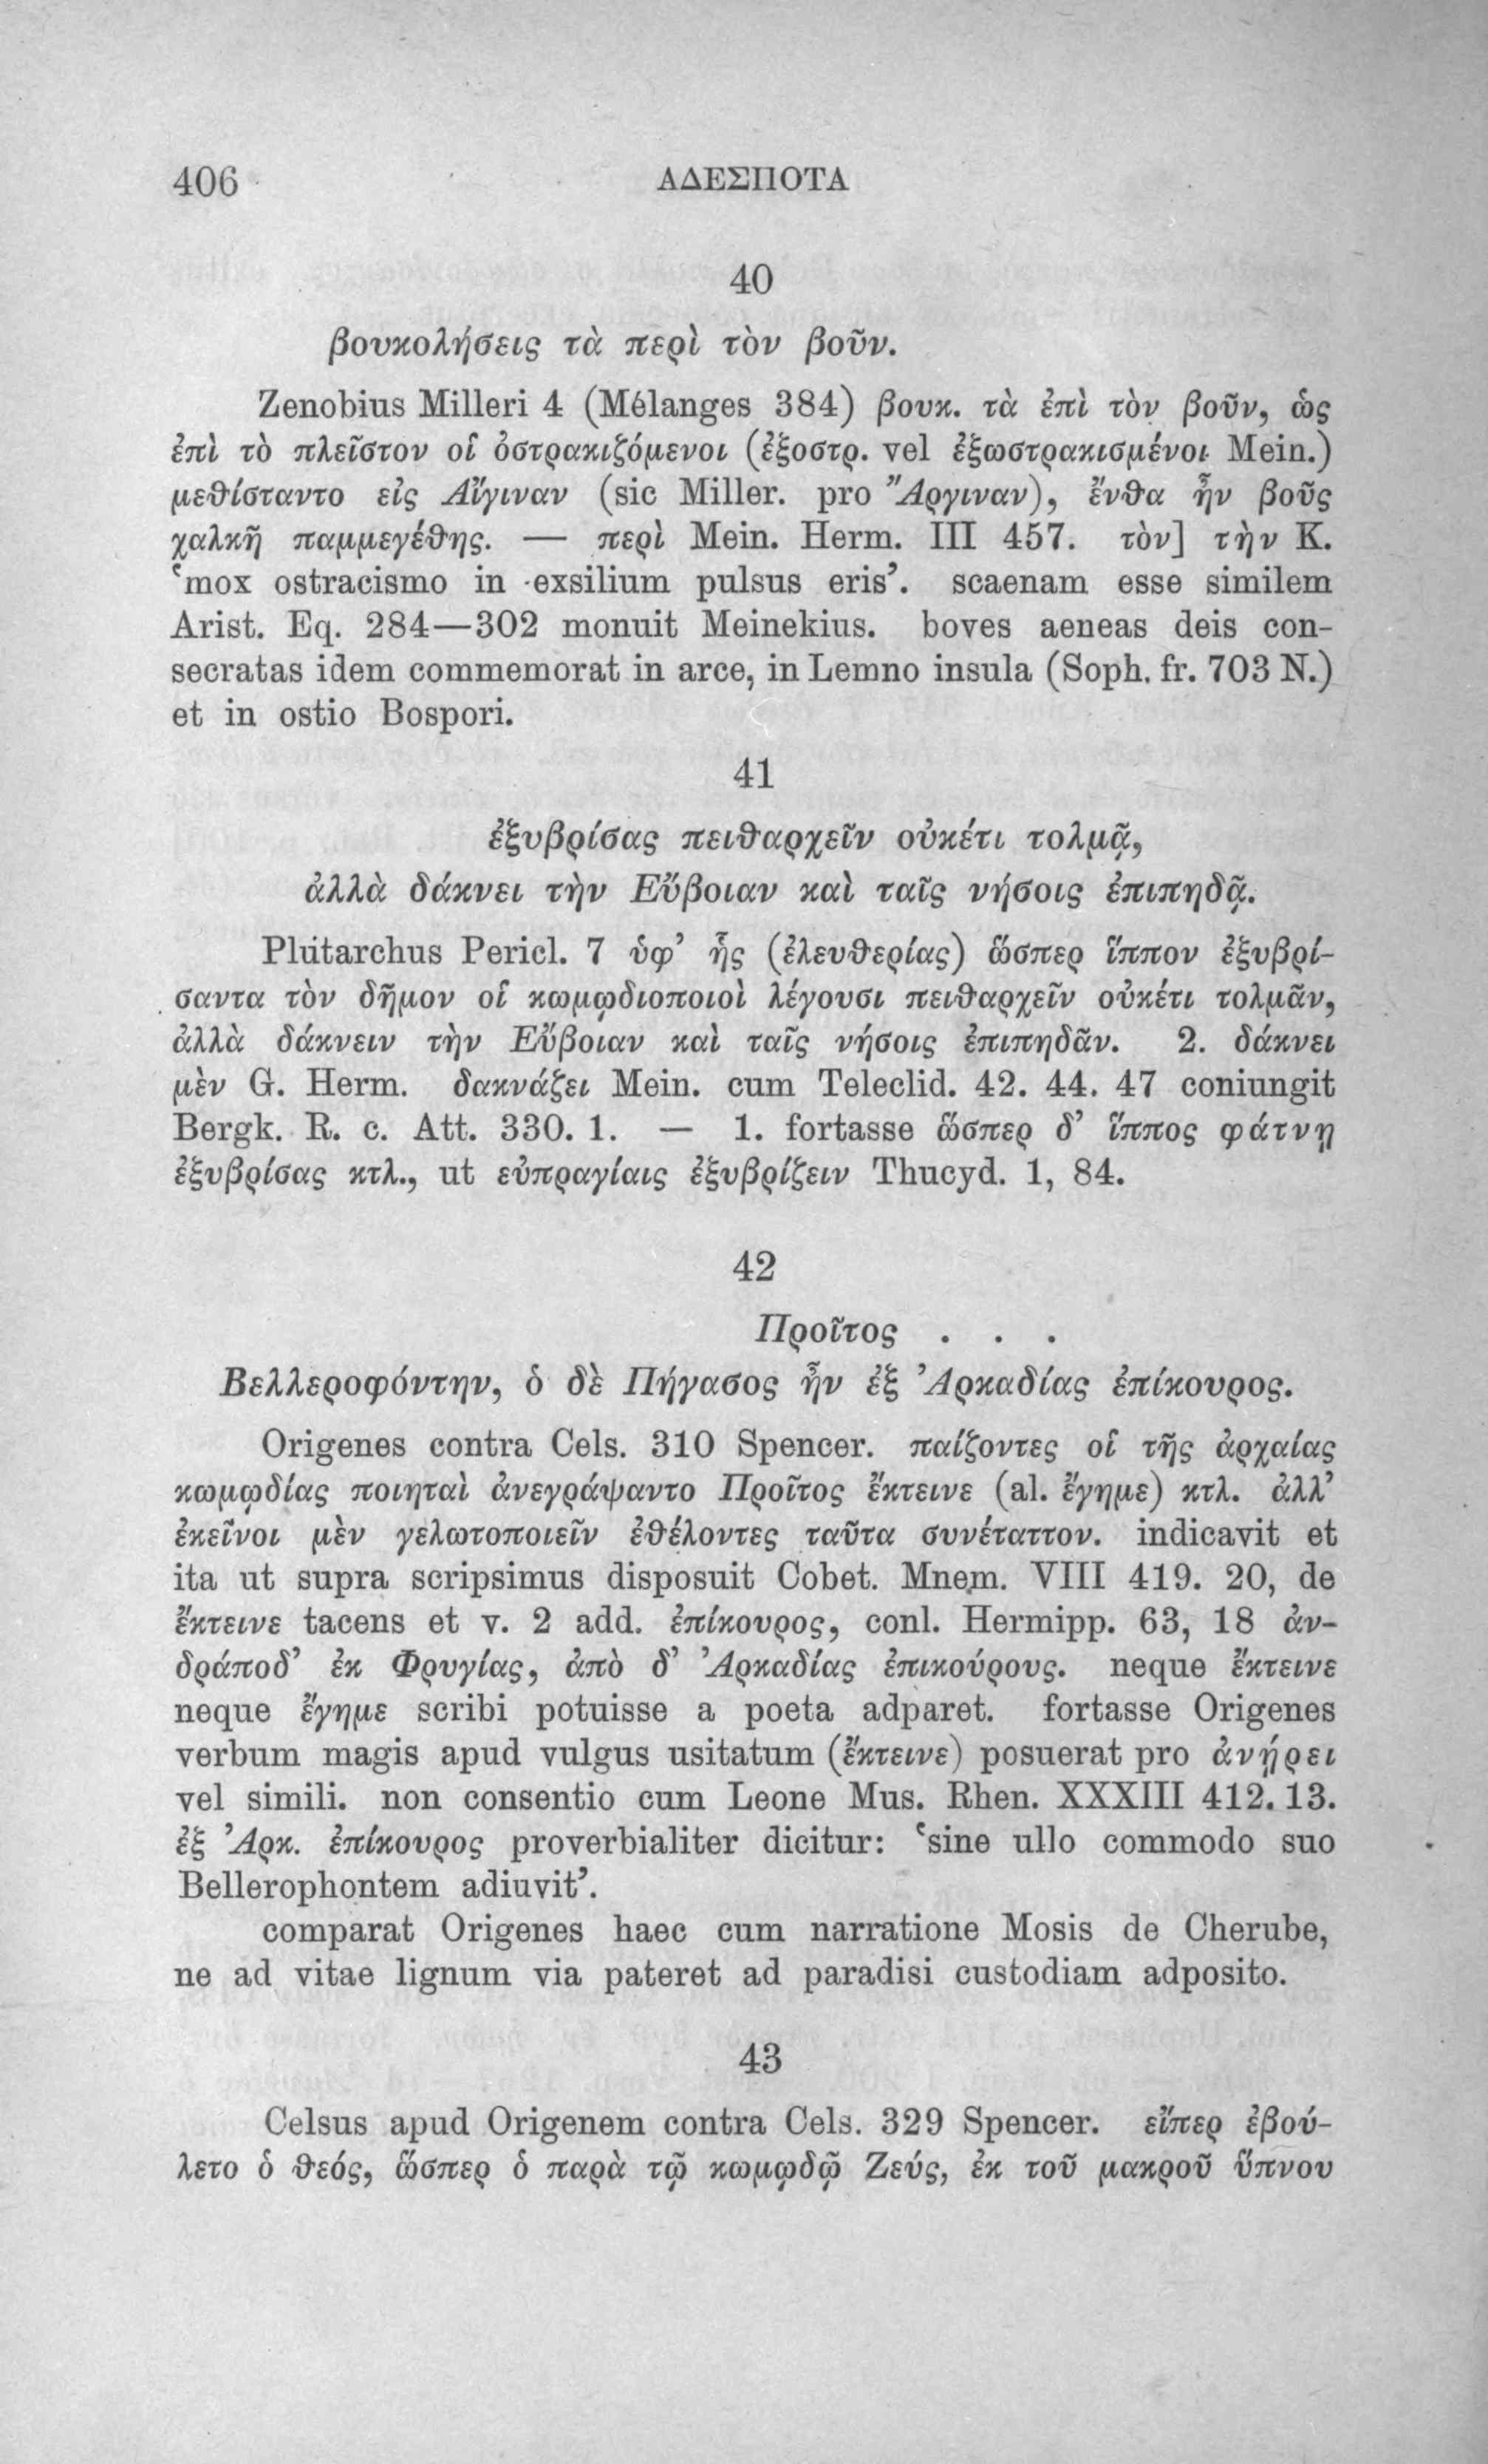 406
ΑΔΕΣΠΟΤΑ
40
βουκολήσεις τὰ περὶ τὸν βοῦν.
Zenobius Milleri 4 (Mélanges 384) βουκ. τὰ ἐπὶ τὸν βοῦν, ὡς
ἐπὶ τὸ πλεῖστον οἱ ὀστρακιζόμενοι (ἐξοστρ. vel ἐξωστρακισμένοι Mein.)
μεθίσταντο εἰς Αἴγιναν (sic Miller. pro Ἄργιναν), ἔνθα ἦν βοῦς
χαλκῆ παμμεγέθης. — περὶ Mein. Herm. III 457. τὸν] τὴν K.
‘mox ostracismo in exsilium pulsus eris’. scaenam esse similem
Arist. Eq. 284—302 monuit Meinekius. boves aeneas deis con-
secratas idem commemorat in arce, in Lemno insula (Soph. fr. 703 N.)
et in ostio Bospori.
41
ἐξυβρίσας πειθαρχεῖν οὐκέτι τολμᾷ,
ἀλλὰ δάκνει τὴν Εὔβοιαν καὶ ταῖς νήσοις ἐπιπηδᾷ.
Plutarchus Pericl. 7 ὑφ’ ἧς (ἐλευθερίας) ὥσπερ ἵππον ἐξυβρί-
σαντα τὸν δῆμον οἱ κωμῳδιοποιοὶ λέγουσι πειθαρχεῖν οὐκέτι τολμᾶν,
ἀλλὰ δάκνειν τὴν Εὔβοιαν καὶ ταῖς νήσοις ἐπιπηδᾶν. 2. δάκνει
μὲν G. Herm. δακνάζει Mein. cum Teleclid. 42. 44. 47 coniungit
Bergk. R. c. Att. 330. 1. — 1. fortasse ὥσπερ δ’ ἵππος φάτνῃ
ἐξυβρίσας κτλ., ut εὐπραγίαις ἐξυβρίζειν Thucyd. 1, 84.
42
Προῖτος . . .
Βελλεροφόντην, ὁ δὲ Πήγασος ἦν ἐξ Ἀρκαδίας ἐπίκουρος.
Origenes contra Cels. 310 Spencer. παίζοντες οἱ τῆς ἀρχαίας
κωμῳδίας ποιηταὶ ἀνεγράψαντο Προῖτος ἔκτεινε (al. ἔγημε) κτλ. ἀλλ’
ἐκεῖνοι μὲν γελωτοποιεῖν ἐθέλοντες ταῦτα συνέταττον. indicavit et
ita ut supra scripsimus disposuit Cobet. Mnem. VIII 419. 20, de
ἔκτεινε tacens et v. 2 add. ἐπίκουρος, conl. Hermipp. 63, 18 ἀν-
δράποδ’ ἐκ Φρυγίας, ἀπὸ δ’ Ἀρκαδίας ἐπικούρους. neque ἔκτεινε
neque ἔγημε scribi potuisse a poeta adparet. fortasse Origenes
verbum magis apud vulgus usitatum (ἔκτεινε) posuerat pro ἀνῄρει
vel simili. non consentio cum Leone Mus. Rhen. XXXIII 412. 13.
ἐξ Ἀρκ. ἐπίκουρος proverbialiter dicitur: ‘sine ullo commodo suo
Bellerophontem adiuvit’.
comparat Origenes haec cum narratione Mosis de Cherube,
ne ad vitae lignum via pateret ad paradisi custodiam adposito.
43
Celsus apud Origenem contra Cels. 329 Spencer. εἴπερ ἐβού-
λετο ὁ θεός, ὥσπερ ὁ παρὰ τῷ κωμῳδῷ Ζεύς, ἐκ τοῦ μακροῦ ὕπνου